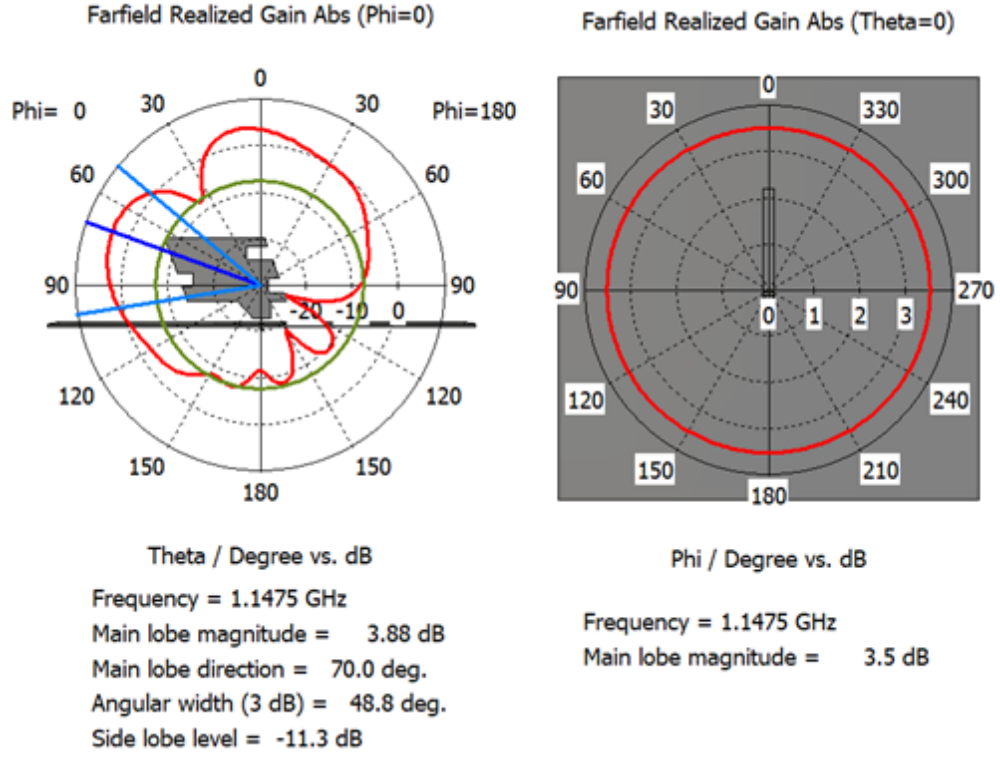 Farfield Realized Gain Abs (Phi=0)
Phi= 0
30
0
30
Phi=180
60
60
90
90
-20 -10 0
120
120
150
150
180
Theta / Degree vs. dB
Frequency = 1.1475 GHz
Main lobe magnitude = 3.88 dB
Main lobe direction = 70.0 deg.
Angular width (3 dB) = 48.8 deg.
Side lobe level = -11.3 dB
Farfield Realized Gain Abs (Theta=0)
0
30
330
60
300
90
270
0 1 2 3
120
240
150
210
180
Phi / Degree vs. dB
Frequency = 1.1475 GHz
Main lobe magnitude = 3.5 dB